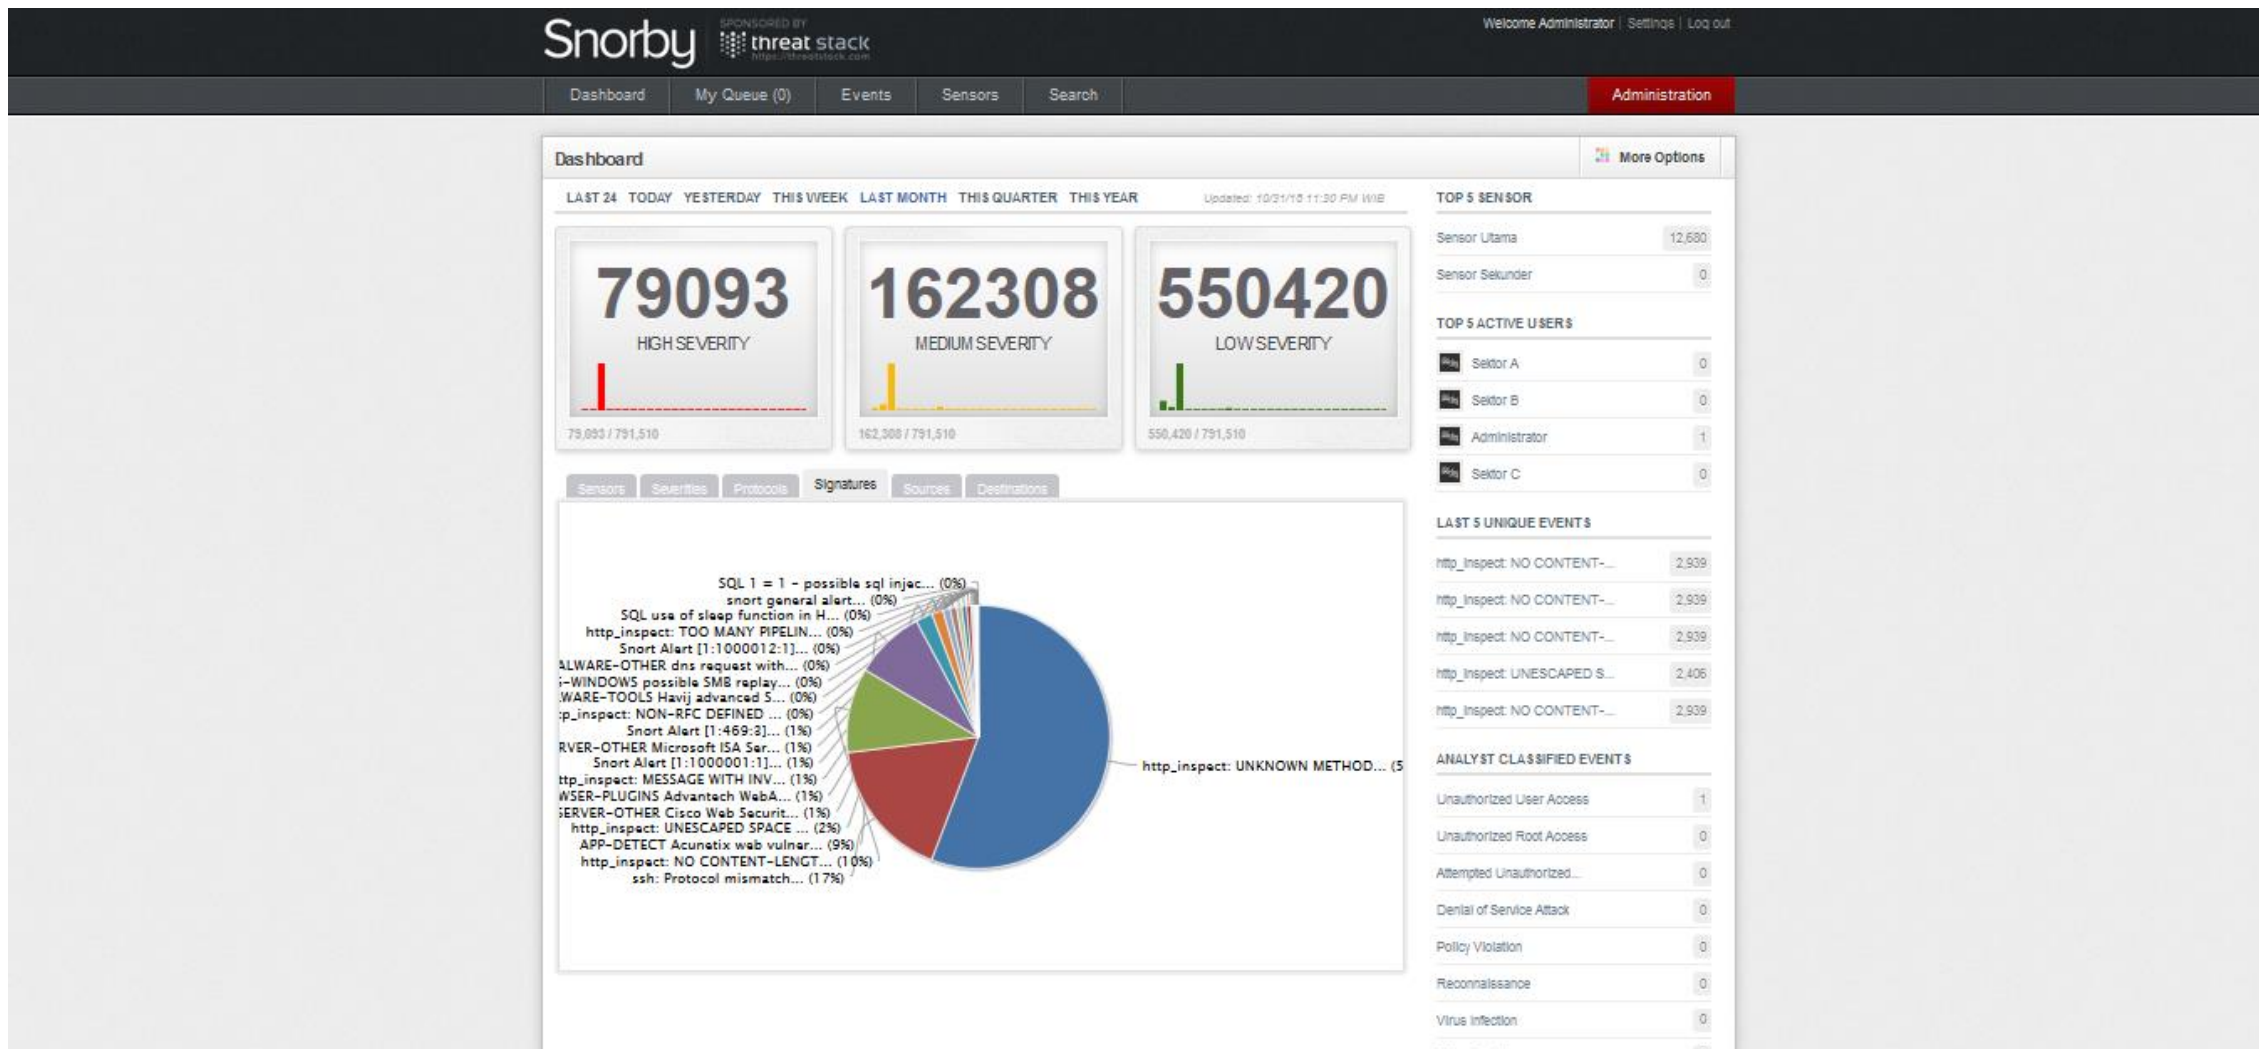 Snorby
SPONSORED BY
threat stack
https://threatstack.com
Welcome Administrator | Settings | Log out
Dashboard My Queue (0) Events Sensors Search Administration
Dashboard
More Options
LAST 24 TODAY YESTERDAY THIS WEEK LAST MONTH THIS QUARTER THIS YEAR
79093
HIGH SEVERITY
79,093 / 791,510
162308
MEDIUM SEVERITY
162,308 / 791,510
550420
LOW SEVERITY
550,420 / 791,510
Sensors Severities Protocols Signatures Sources Destinations
SQL 1 = 1 - possible sql injec... (0%)
snort general alert... (0%)
SQL use of sleep function in H... (0%)
http_inspect: TOO MANY PIPELIN... (0%)
Snort Alert [1:1000012:1]... (0%)
ALWARE-OTHER dns request with... (0%)
-WINDOWS possible SMB replay... (0%)
WARE-TOOLS Havij advanced S... (0%)
p_inspect: NON-RFC DEFINED ... (0%)
Snort Alert [1:469:3]... (1%)
RVER-OTHER Microsoft ISA Ser... (1%)
Snort Alert [1:1000001:1]... (1%)
ttp_inspect: MESSAGE WITH INV... (1%)
WSER-PLUGINS Advantech WebA... (1%)
SERVER-OTHER Cisco Web Securit... (1%)
http_inspect: UNESCAPED SPACE ... (2%)
APP-DETECT Acunetix web vulner... (9%)
http_inspect: NO CONTENT-LENGT... (10%)
ssh: Protocol mismatch... (17%)
http_inspect: UNKNOWN METHOD... (5
TOP 5 SENSOR
Sensor Utama 12,680
Sensor Sekunder 0
TOP 5 ACTIVE USERS
Sektor A 0
Sektor B 0
Administrator 1
Sektor C 0
LAST 5 UNIQUE EVENTS
http_inspect: NO CONTENT-... 2,939
http_inspect: NO CONTENT-... 2,939
http_inspect: NO CONTENT-... 2,939
http_inspect: UNESCAPED S... 2,406
http_inspect: NO CONTENT-... 2,939
ANALYST CLASSIFIED EVENTS
Unauthorized User Access 1
Unauthorized Root Access 0
Attempted Unauthorized... 0
Denial of Service Attack 0
Policy Violation 0
Reconnaissance 0
Virus Infection 0